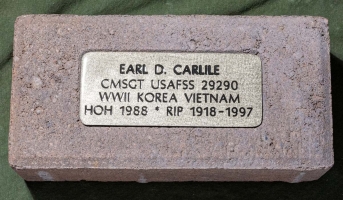 EARL D. CARLILE
CMSGT USAFSS 29290
WWII KOREA VIETNAM
HOH 1988 * RIP 1918-1997